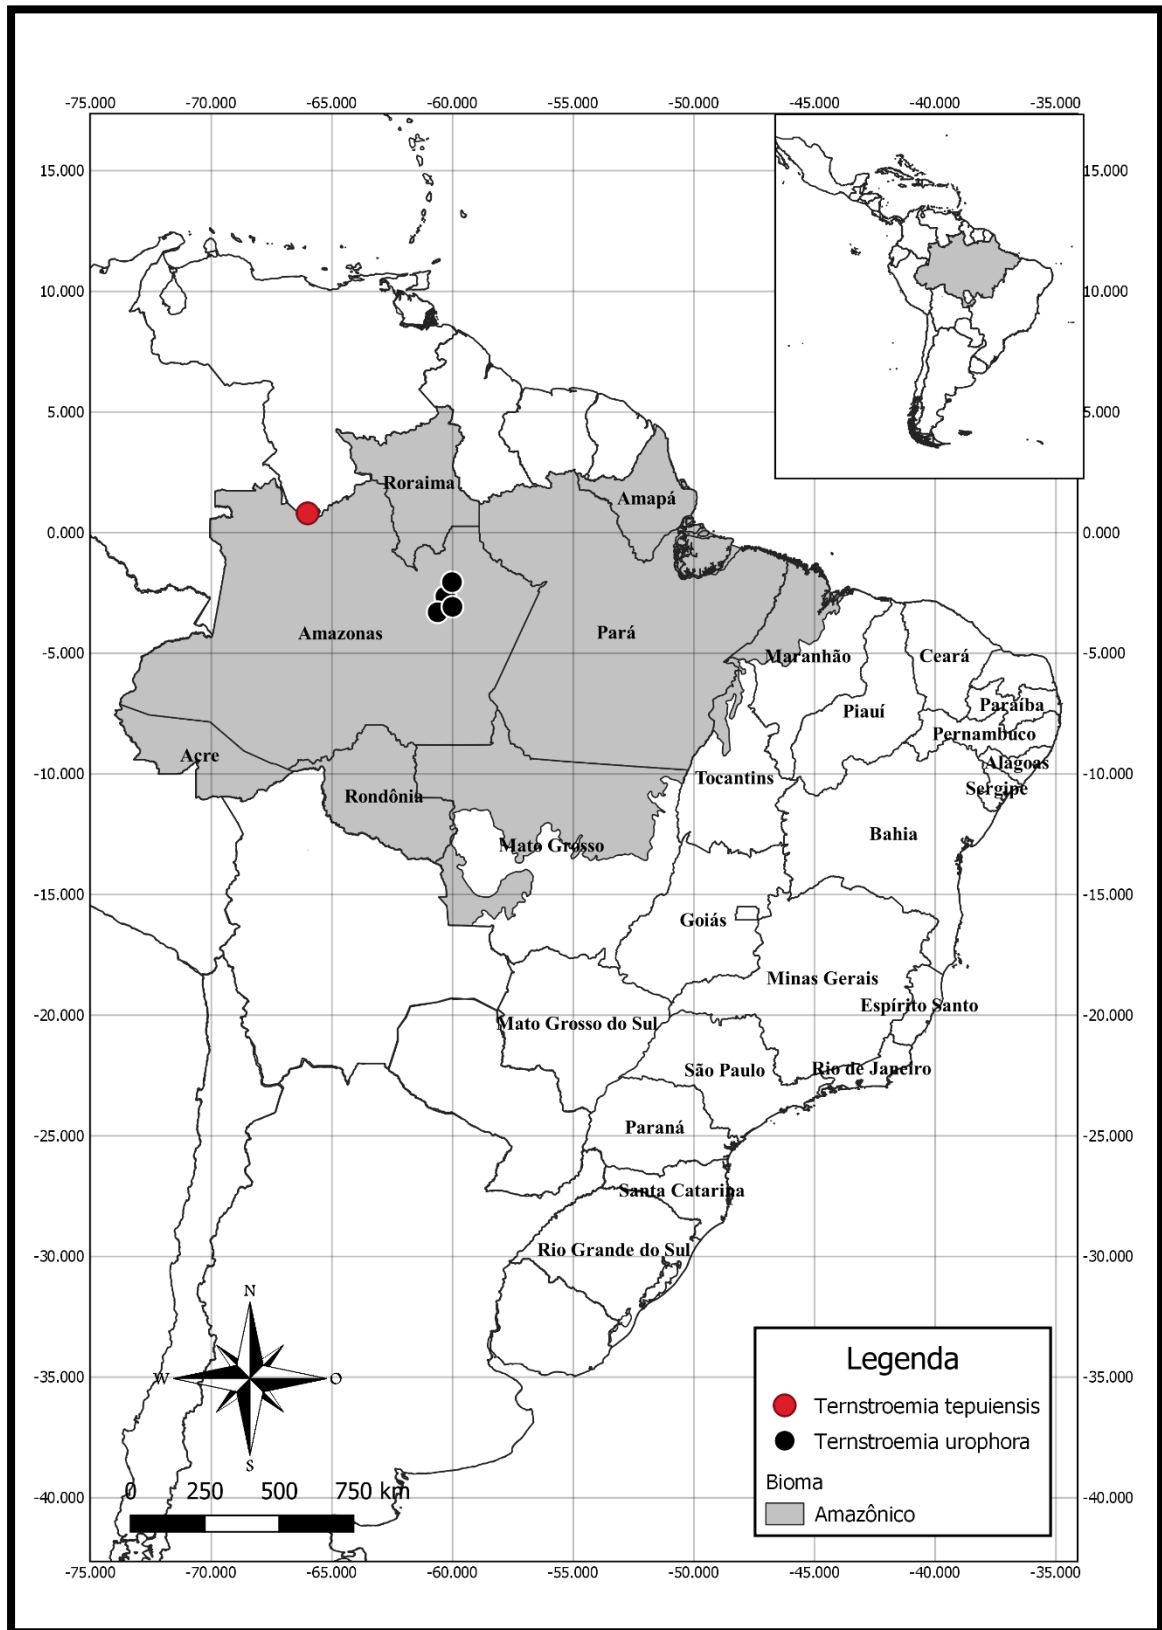 -75.000 -70.000 -65.000 -60.000 -55.000 -50.000 -45.000 -40.000 -35.000
15.000 15.000
10.000 10.000
5.000 5.000
Roraima
Amapá
0.000 0.000
Amazonas Pará
-5.000 Maranhão Ceará -5.000
Piauí Paraíba
Pernambuco
Acre Alagoas
-10.000 Tocantins -10.000
Rondônia Sergipe
Bahia
Mato Grosso
-15.000 -15.000
Goiás
Minas Gerais
Espírito Santo
-20.000 Mato Grosso do Sul -20.000
São Paulo Rio de Janeiro
-25.000 Paraná -25.000
Santa Catarina
-30.000 Rio Grande do Sul -30.000
N
Legenda
-35.000 W O -35.000
Ternstroemia tepuiensis
Ternstroemia urophora
S
Bioma
0 250 500 750 km
-40.000 -40.000
Amazônico
-75.000 -70.000 -65.000 -60.000 -55.000 -50.000 -45.000 -40.000 -35.000